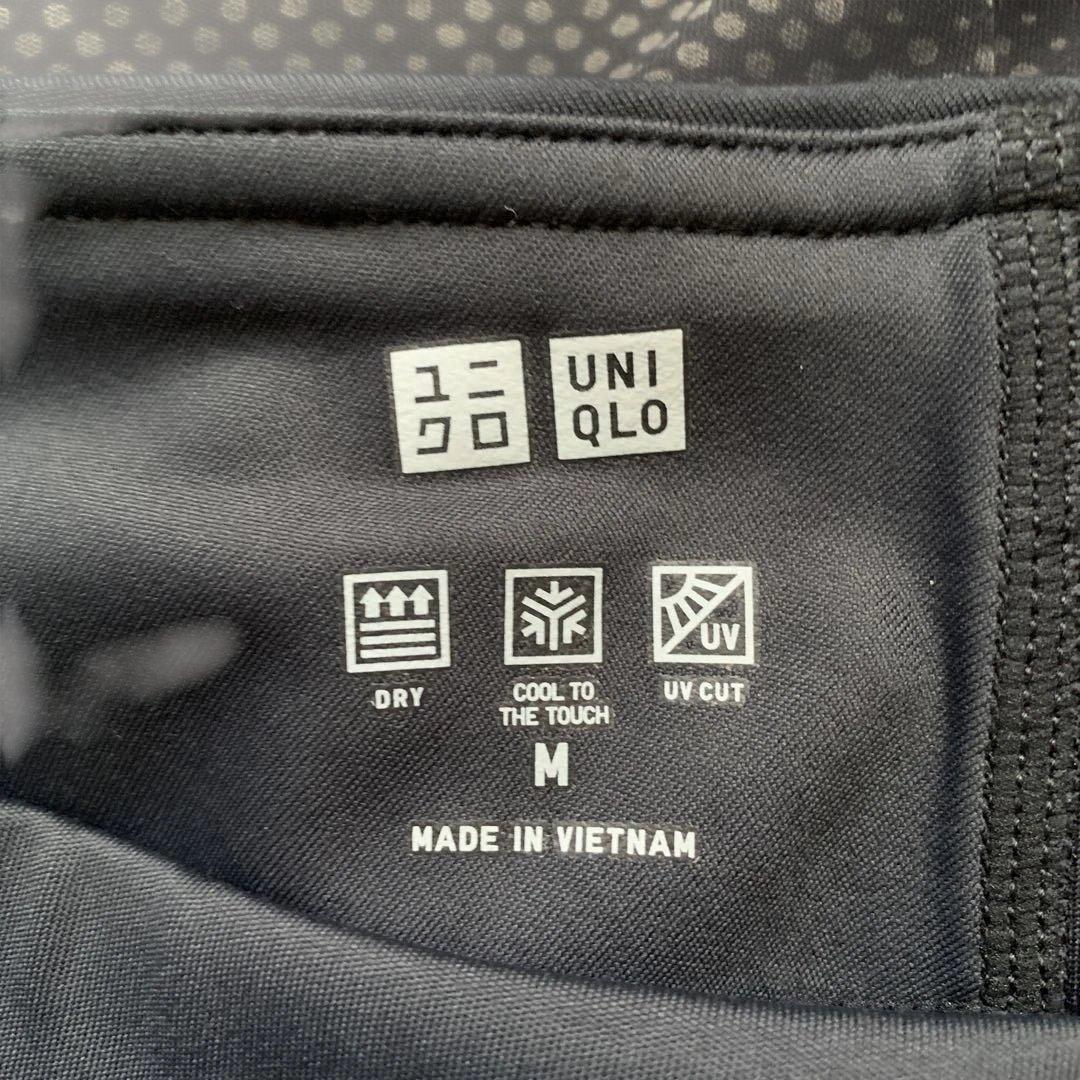 ユニ
クロ
UNI
QLO
UV
DRY
COOL TO
THE TOUCH
UV CUT
M
MADE IN VIETNAM